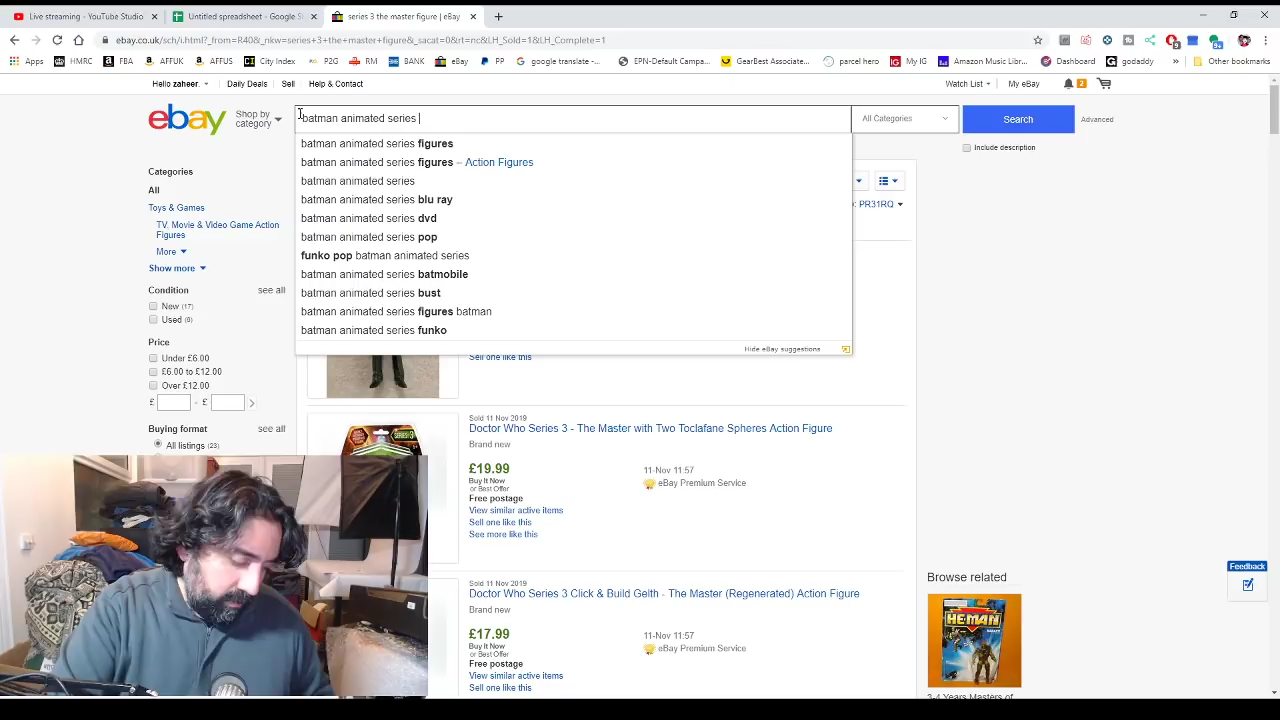 Live streaming - YouTube Studio
Untitled spreadsheet - Google Sh
series 3 the master figure | eBay
ebay.co.uk/sch/i.html?_from=R40&_nkw=series+3+the+master+figure&_sacat=0&rt=nc&LH_Sold=1&LH_Complete=1
Apps HMRC FBA AFFUK AFFUS City Index P2G RM BANK eBay PP google translate -... EPN-Default Campa... GearBest Associate... parcel hero My IG Amazon Music Libr... Dashboard godaddy » Other bookmarks
Hello zaheer. Daily Deals Sell Help & Contact Watch List My eBay 2
ebay Shop by category
batman animated series
All Categories Search Advanced
Include description
batman animated series figures
batman animated series figures – Action Figures
batman animated series
batman animated series blu ray
batman animated series dvd
batman animated series pop
funko pop batman animated series
batman animated series batmobile
batman animated series bust
batman animated series figures batman
batman animated series funko
Hide eBay suggestions
: PR31RQ
Categories
All
Toys & Games
TV, Movie & Video Game Action
Figures
More
Show more
Condition see all
New (17)
Used (6)
Price
Under £6.00
£6.00 to £12.00
Over £12.00
£ - £
Buying format see all
All listings (23)
Sell one like this
Sold 11 Nov 2019
Doctor Who Series 3 - The Master with Two Toclafane Spheres Action Figure
Brand new
£19.99 11-Nov 11:57
Buy It Now eBay Premium Service
or Best Offer
Free postage
View similar active items
Sell one like this
See more like this
Sold 11 Nov 2019
Doctor Who Series 3 Click & Build Gelth - The Master (Regenerated) Action Figure
Brand new
£17.99 11-Nov 11:57
Buy It Now eBay Premium Service
or Best Offer
Free postage
View similar active items
Sell one like this
Feedback
Browse related
HE-MAN
3-4 Years Masters of